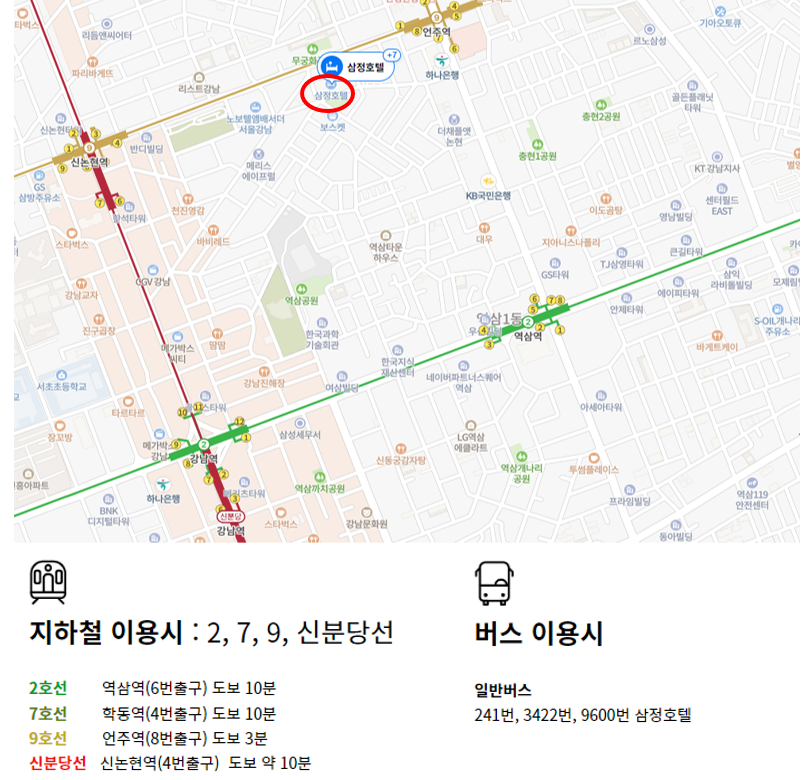 스타벅스
리듬앤씨어터
파리바게뜨
무궁화
리스트강남
노보텔앰배서더
서울강남
삼정호텔
+7
삼정호텔
보스켓
언주역
하나은행
기아오토큐
르노삼성
골든플래닛
타워
충현2공원
충현1공원
더채플앳
논현
KT강남지사
센터필드
EAST
KB국민은행
신논현역
반디빌딩
메리스
에이프럴
GS
삼방주유소
천진영감
바비레드
스타벅스
CGV강남
강남교자
진구곱창
메가박스
씨티
땀땀
역삼공원
역삼타운
하우스
대우
지아니스나폴리
이도곰탕
영남빌딩
큰길타워
GS타워
TJ삼영타워
삼익
라비돌빌딩
에이피타워
안제타워
역삼1동
역삼역
S-OIL개나리
주유소
바게트케이
한국과학
기술회관
한국지식
재산센터
여삼빌딩
네이버파트너스퀘어
역삼
강남진해장
서초초등학교
타르타르
장꼬방
메가박스
강남
강남역
삼성세무서
아세아타워
LG역삼
에클라트
신동궁감자탕
역삼개나리
공원
투썸플레이스
역삼까치공원
하나은행
BNK
디지털타워
메리츠타워
신분당
강남역
스타벅스
강남문화원
프라임빌딩
역삼119
안전센터
동아빌딩
지하철 이용시 : 2, 7, 9, 신분당선
2호선 역삼역(6번출구) 도보 10분
7호선 학동역(4번출구) 도보 10분
9호선 언주역(8번출구) 도보 3분
신분당선 신논현역(4번출구) 도보 약 10분
버스 이용시
일반버스
241번, 3422번, 9600번 삼정호텔